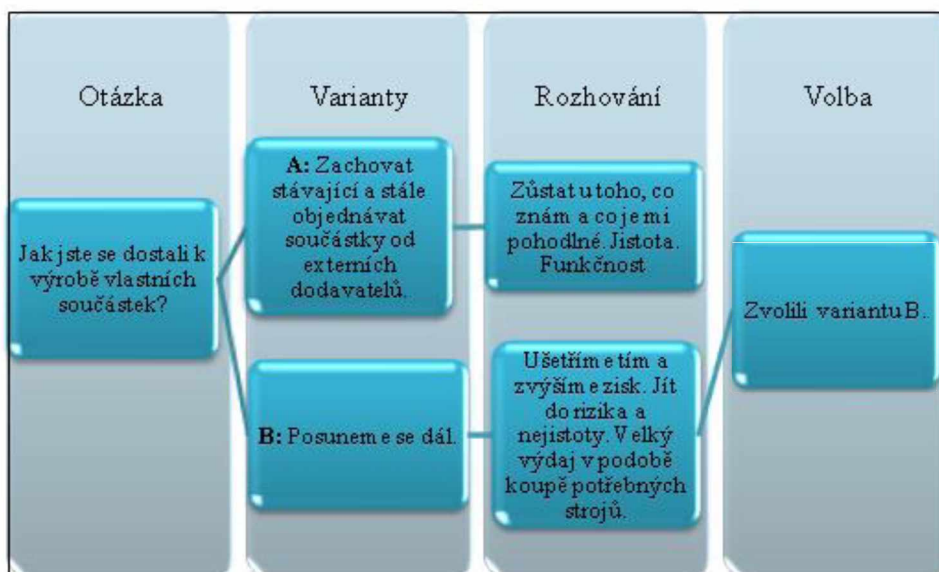 Otázka
Varianty
Rozhování
Volba
Jak jste se dostali k
výrobě vlastních
součástek?
A: Zachovat
stávající a stále
objednávat
součástky od
externích
dodavatelů.
Zůstat u toho, co
znám a co je mi
pohodlné. Jistota.
Funkčnost
B: Posuneme se dál.
Ušetříme tím a
zvýšíme zisk. Jít
do rizika a
nejistoty. Velký
výdaj v podobě
koupě potřebných
strojů.
Zvolili variantu B.